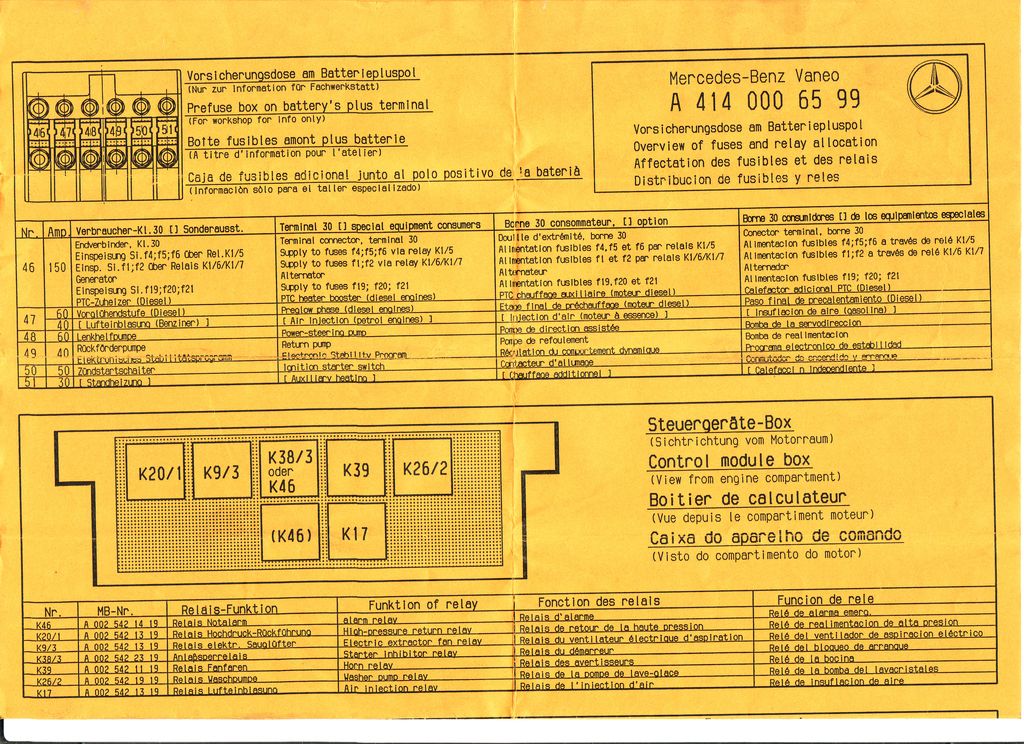 Vorsicherungsdose am Batteriepluspol
(Nur zur Information für Fachwerkstatt)
Prefuse box on battery's plus terminal
(For workshop for info only)
Boite fusibles amont plus batterie
(A titre d'information pour l'atelier)
Caja de fusibles adicional junto al polo positivo de la bateria
(Información sólo para el taller especializado)
46 47 48 49 50 51
Mercedes-Benz Vaneo
A 414 000 65 99
Vorsicherungsdose am Batteriepluspol
Overview of fuses and relay allocation
Affectation des fusibles et des relais
Distribucion de fusibles y reles
Nr. Amp. Verbraucher-Kl.30 [] Sonderausst. Terminal 30 [] special equipment consumers Borne 30 consommateur, [] option Borne 30 consumidores [] de los equipamientos especiales
Endverbinder, Kl.30 Terminal connector, terminal 30 Douille d'extrémité, borne 30 Conector terminal, borne 30
Einspeisung Si.f4;f5;f6 über Rel.K1/5 Supply to fuses f4;f5;f6 via relay K1/5 Alimentation fusibles f4,f5 et f6 par relais K1/5 Alimentacion fusibles f4;f5;f6 a través de relé K1/5
46 150 Einsp. Si.f1;f2 über Relais K1/6/K1/7 Supply to fuses f1;f2 via relay K1/6/K1/7 Alimentation fusibles f1 et f2 par relais K1/6/K1/7 Alimentacion fusibles f1;f2 a través de relé K1/6 K1/7
Generator Alternator Alternateur Alternador
Einspeisung Si.f19;f20;f21 Supply to fuses f19; f20; f21 Alimentation fusibles f19,f20 et f21 Alimentacion fusibles f19; f20; f21
PTC-Zuheizer (Diesel) PTC heater booster (diesel engines) PTC chauffage auxiliaire (moteur diesel) Calefactor adicional PTC (Diesel)
47 60 Vorglühendstufe (Diesel) Preglow phase (diesel engines) Etage final de préchauffage (moteur diesel) Paso final de precalentamiento (Diesel)
40 [ Lufteinblasung (Benziner) ] [ Air Injection (petrol engines) ] [ Injection d'air (moteur à essence) ] [ Insuflacion de aire (gasolina) ]
48 60 Lenkhelfpumpe Power-steering pump Pompe de direction assistée Bomba de la servodireccion
49 40 Rückförderpumpe Return pump Pompe de refoulement Bomba de realimentacion
Elektronisches Stabilitätsprogramm Electronic Stability Program Régulation du comportement dynamique Programa electronico de estabilidad
50 50 Zündstartschalter Ignition starter switch Contacteur d'allumage Conmutador de encendido y arranque
51 30 [ Standheizung ] [ Auxiliary heating ] [ Chauffage additionnel ] [ Calefacci n independiente ]
K20/1 K9/3 K38/3 oder K46 K39 K26/2
(K46) K17
Steuergeräte-Box
(Sichtrichtung vom Motorraum)
Control module box
(View from engine compartment)
Boitier de calculateur
(Vue depuis le compartiment moteur)
Caixa do aparelho de comando
(Visto do compartimento do motor)
Nr. MB-Nr. Relais-Funktion Funktion of relay Fonction des relais Funcion de rele
K46 A 002 542 14 19 Relais Notalarm alarm relay Relais d'alarme Relé de alarma emerg.
K20/1 A 002 542 13 19 Relais Hochdruck-Rückführung High-pressure return relay Relais de retour de la haute pression Relé de realimentacion de alta presion
K9/3 A 002 542 13 19 Relais elektr. Sauglüfter Electric extractor fan relay Relais du ventilateur électrique d'aspiration Relé del ventilador de aspiracion eléctrico
K38/3 A 002 542 23 19 Anlaßsperrelais Starter inhibitor relay Relais du démarreur Relé del bloqueo de arranque
K39 A 002 542 11 19 Relais Fanfaren Horn relay Relais des avertisseurs Relé de la bocina
K26/2 A 002 542 19 19 Relais Waschpumpe Washer pump relay Relais de la pompe de lave-glace Relé de la bomba del lavacristales
K17 A 002 542 13 19 Relais Lufteinblasung Air injection relay Relais de l'injection d'air Relé de insuflacion de aire